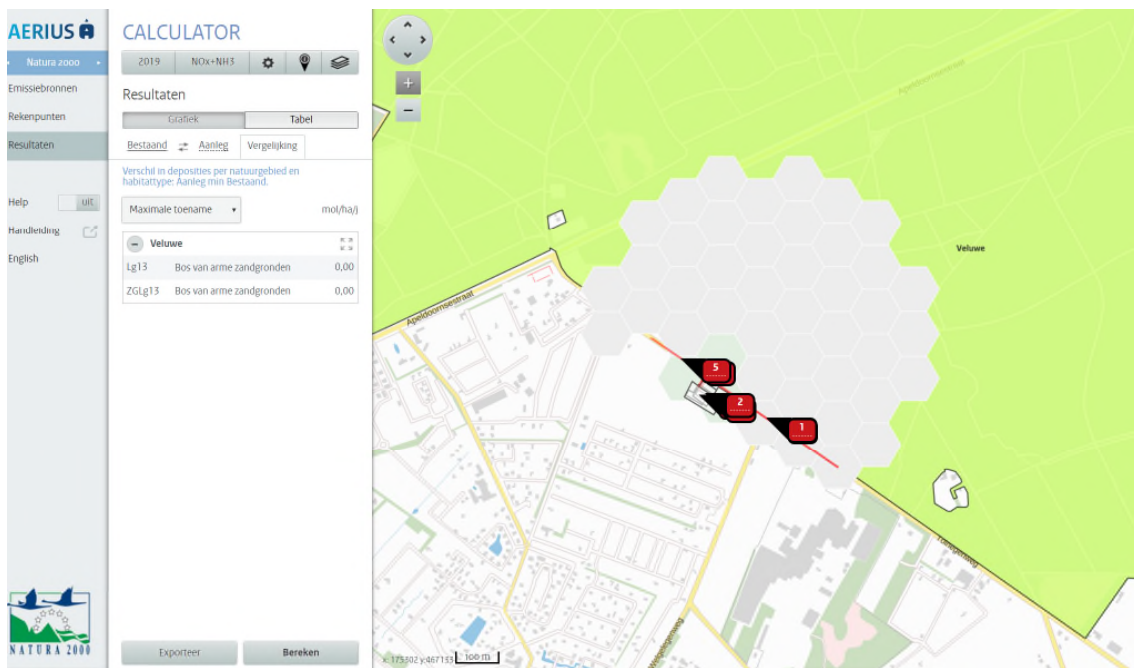 AERIUS
Natura 2000
Emissiebronnen
Rekenpunten
Resultaten
Help
uit
Handleiding
English
NATURA 2000
CALCULATOR
2019
NOx+NH3
Resultaten
Grafiek
Tabel
Bestaand
Aanleg
Vergelijking
Verschil in deposities per natuurgebied en
habitattype: Aanleg min Bestaand.
Maximale toename
mol/ha/j
Veluwe
Lg13 Bos van arme zandgronden 0,00
ZGLg13 Bos van arme zandgronden 0,00
Exporteer
Bereken
Apeldoornsestraat
Veluwe
Apeldoornsestraat
5
2
1
x: 175302 y:467133
100 m